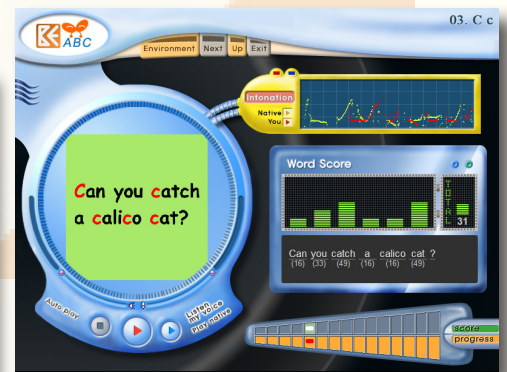 03. C c
ABC
Environment Next Up Exit
Intonation
Native
You
Can you catch
a calico cat?
Word Score
TOTAL
31
Can you catch a calico cat ?
(16) (33) (49) (16) (16) (49)
Auto play
Listen
my voice
Play native
score
progress